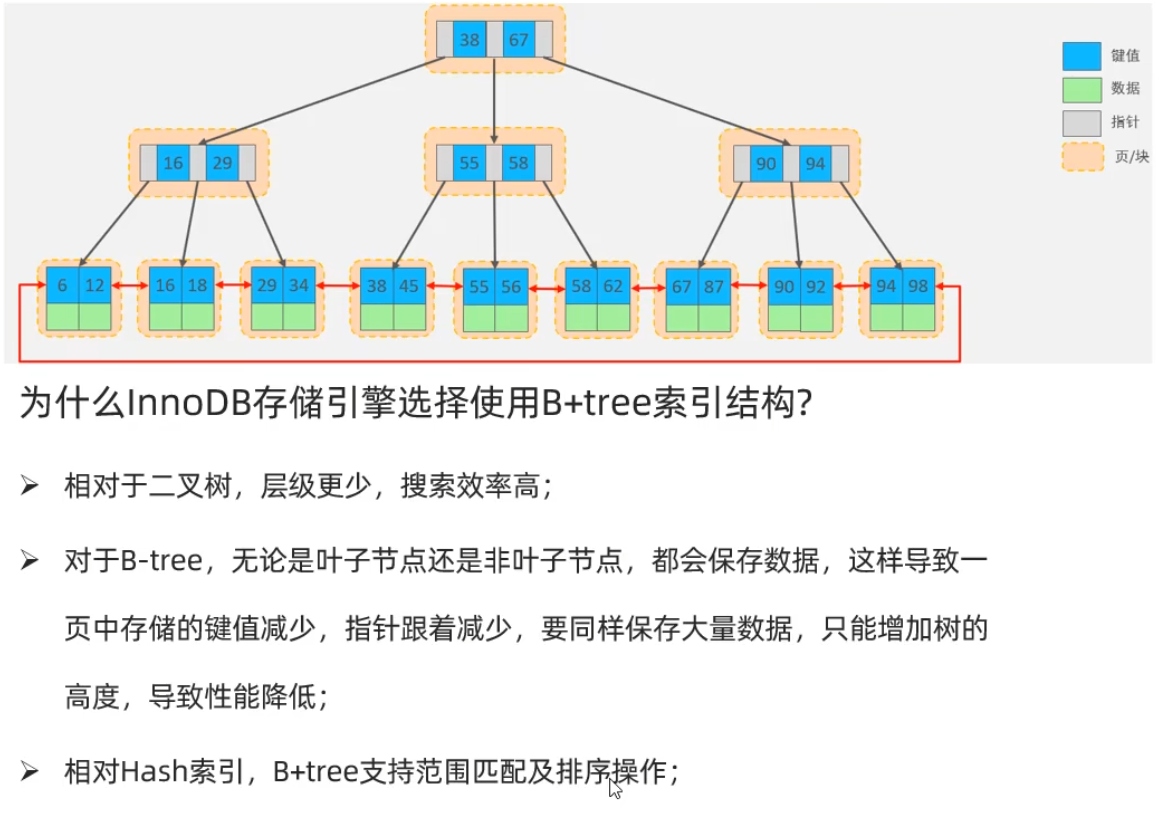 38 67
键值
数据
指针
页/块
16 29
55 58
90 94
6 12
16 18
29 34
38 45
55 56
58 62
67 87
90 92
94 98
为什么InnoDB存储引擎选择使用B+tree索引结构?
➢ 相对于二叉树，层级更少，搜索效率高；
➢ 对于B-tree，无论是叶子节点还是非叶子节点，都会保存数据，这样导致一
页中存储的键值减少，指针跟着减少，要同样保存大量数据，只能增加树的
高度，导致性能降低；
➢ 相对Hash索引，B+tree支持范围匹配及排序操作；